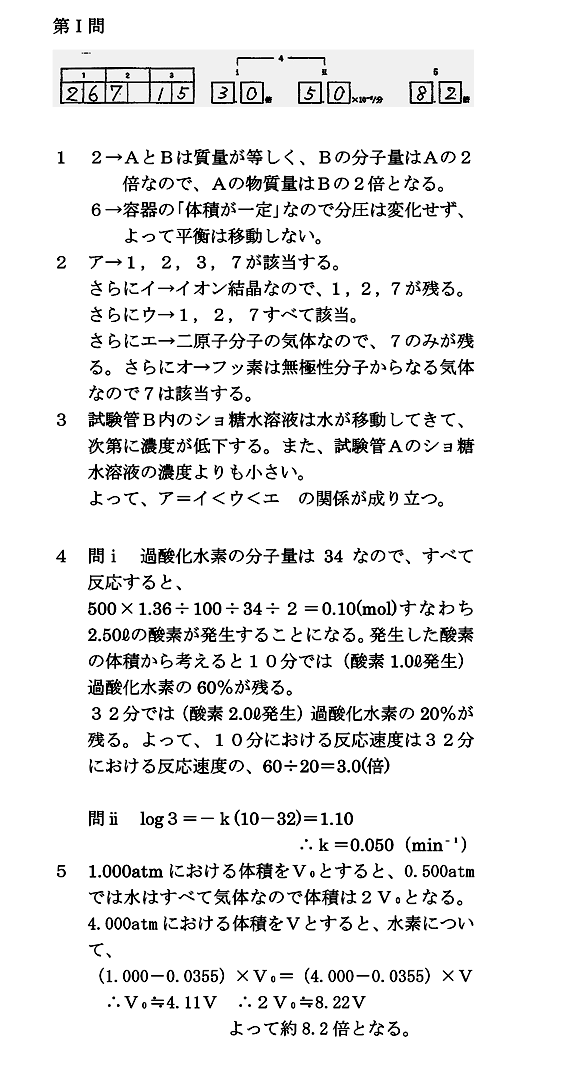 第Ⅰ問
4
1 2 3 i ii 5
2 6 7 1 5 3 0 倍 5 0 ×10⁻²/分 8 2 倍
1 2→AとBは質量が等しく、Bの分子量はAの2
倍なので、Aの物質量はBの2倍となる。
6→容器の「体積が一定」なので分圧は変化せず、
よって平衡は移動しない。
2 ア→1，2，3，7が該当する。
さらにイ→イオン結晶なので、1，2，7が残る。
さらにウ→1，2，7すべて該当。
さらにエ→二原子分子の気体なので、7のみが残
る。さらにオ→フッ素は無極性分子からなる気体
なので7は該当する。
3 試験管B内のショ糖水溶液は水が移動してきて、
次第に濃度が低下する。また、試験管Aのショ糖
水溶液の濃度よりも小さい。
よって、ア＝イ＜ウ＜エ の関係が成り立つ。
4 問ⅰ 過酸化水素の分子量は 34 なので、すべて
反応すると、
500×1.36÷100÷34÷2＝0.10(mol)すなわち
2.50ℓの酸素が発生することになる。発生した酸素
の体積から考えると10分では（酸素 1.0ℓ発生）
過酸化水素の 60%が残る。
32分では（酸素 2.0ℓ発生）過酸化水素の 20%が
残る。よって、10分における反応速度は32分
における反応速度の、60÷20＝3.0(倍)
問ⅱ log3＝－k(10－32)＝1.10
∴k＝0.050（min⁻¹）
5 1.000atm における体積をV₀とすると、0.500atm
では水はすべて気体なので体積は2V₀となる。
4.000atm における体積をVとすると、水素につい
て、
（1.000－0.0355）×V₀＝（4.000－0.0355）×V
∴V₀≒4.11V ∴2V₀≒8.22V
よって約 8.2 倍となる。